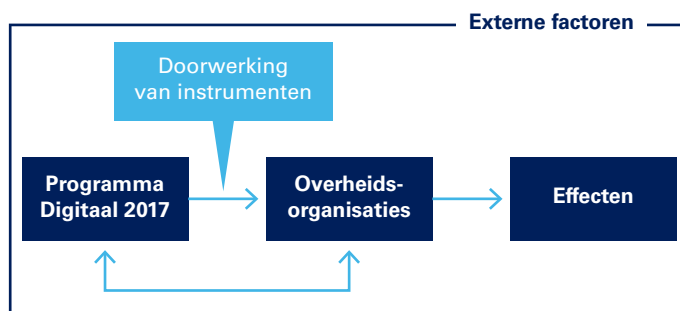 Externe factoren
Doorwerking
van instrumenten
Programma
Digitaal 2017
Overheids-
organisaties
Effecten